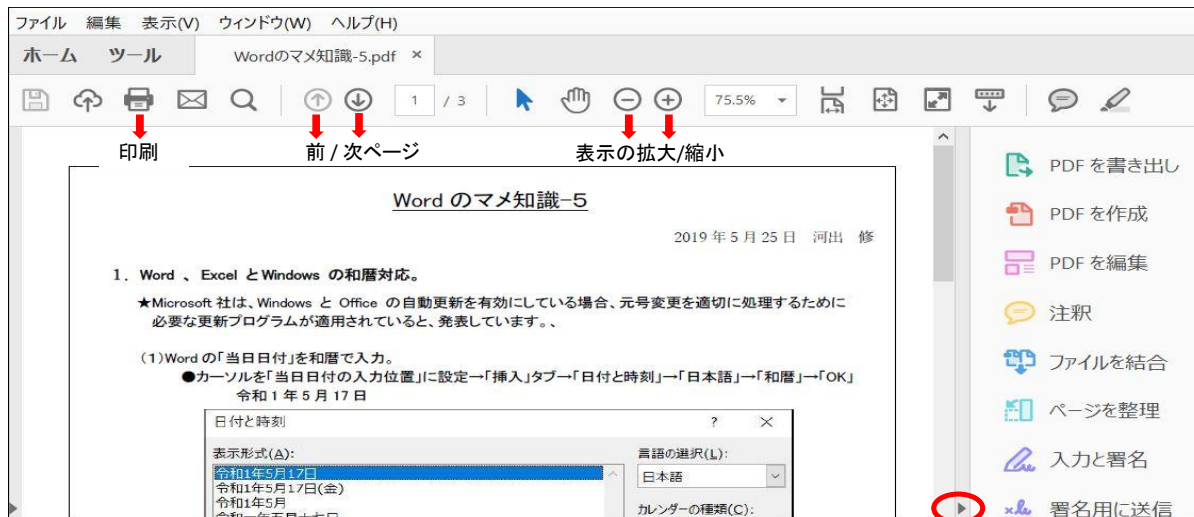 ファイル 編集 表示(V) ウィンドウ(W) ヘルプ(H)
ホーム ツール Wordのマメ知識-5.pdf ×
1 / 3 75.5%
印刷 前 / 次ページ 表示の拡大/縮小
Word のマメ知識−5
2019 年 5 月 25 日 河出 修
1．Word 、Excel とWindows の和暦対応。
★Microsoft 社は、Windows と Office の自動更新を有効にしている場合、元号変更を適切に処理するために
必要な更新プログラムが適用されていると、発表しています。、
(1)Word の「当日日付」を和暦で入力。
●カーソルを「当日日付の入力位置」に設定→「挿入」タブ→「日付と時刻」→「日本語」→「和暦」→「OK」
令和 1 年 5 月 17 日
日付と時刻 ? ×
表示形式(A): 言語の選択(L):
令和1年5月17日 日本語
令和1年5月17日(金)
令和1年5月 カレンダーの種類(C):
令和一年五月十七日
PDF を書き出し
PDF を作成
PDF を編集
注釈
ファイルを結合
ページを整理
入力と署名
署名用に送信